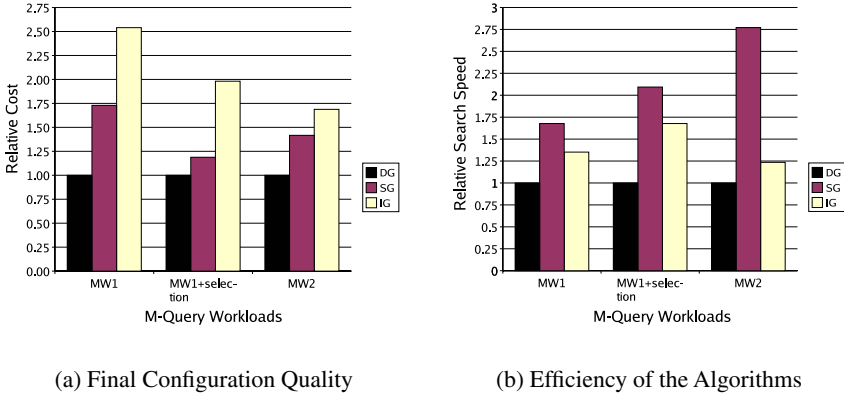 2.75
2.50
2.25
2.00
1.75
1.50
1.25
1.00
0.75
0.50
0.25
0.00
Relative Cost
MW1
MW1+selec-
tion
MW2
M-Query Workloads
DG
SG
IG
(a) Final Configuration Quality
3
2.75
2.5
2.25
2
1.75
1.5
1.25
1
0.75
0.5
0.25
0
Relative Search Speed
MW1
MW1+selec-
tion
MW2
M-Query Workloads
DG
SG
IG
(b) Efficiency of the Algorithms